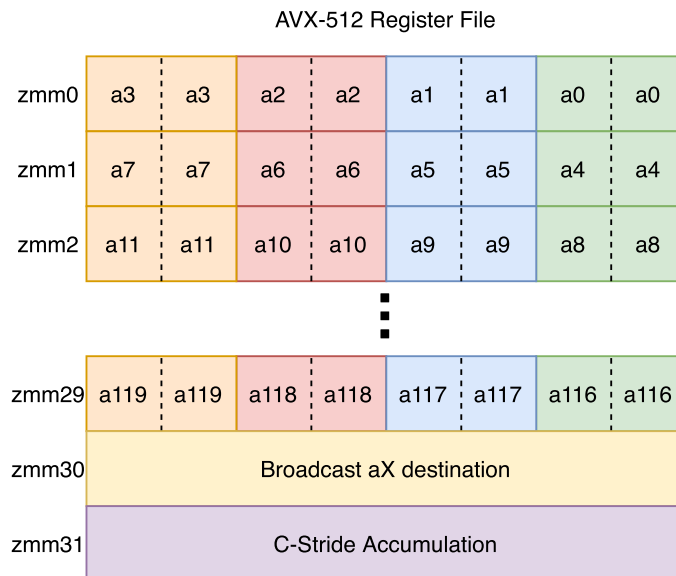 AVX-512 Register File
zmm0 a3 a3 a2 a2 a1 a1 a0 a0
zmm1 a7 a7 a6 a6 a5 a5 a4 a4
zmm2 a11 a11 a10 a10 a9 a9 a8 a8
zmm29 a119 a119 a118 a118 a117 a117 a116 a116
zmm30 Broadcast aX destination
zmm31 C-Stride Accumulation